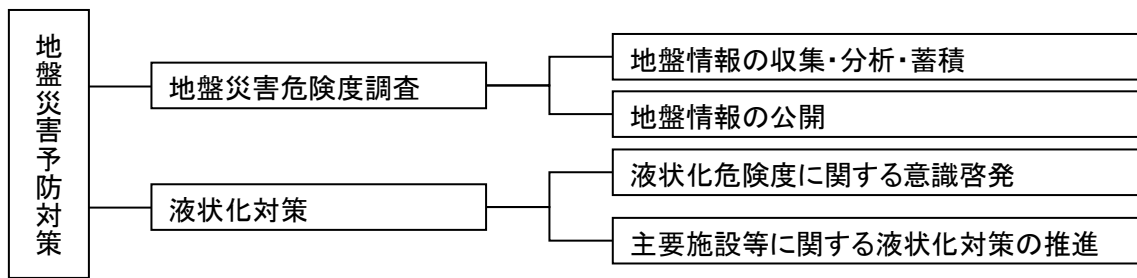 地盤災害予防対策
地盤災害危険度調査
地盤情報の収集・分析・蓄積
地盤情報の公開
液状化対策
液状化危険度に関する意識啓発
主要施設等に関する液状化対策の推進